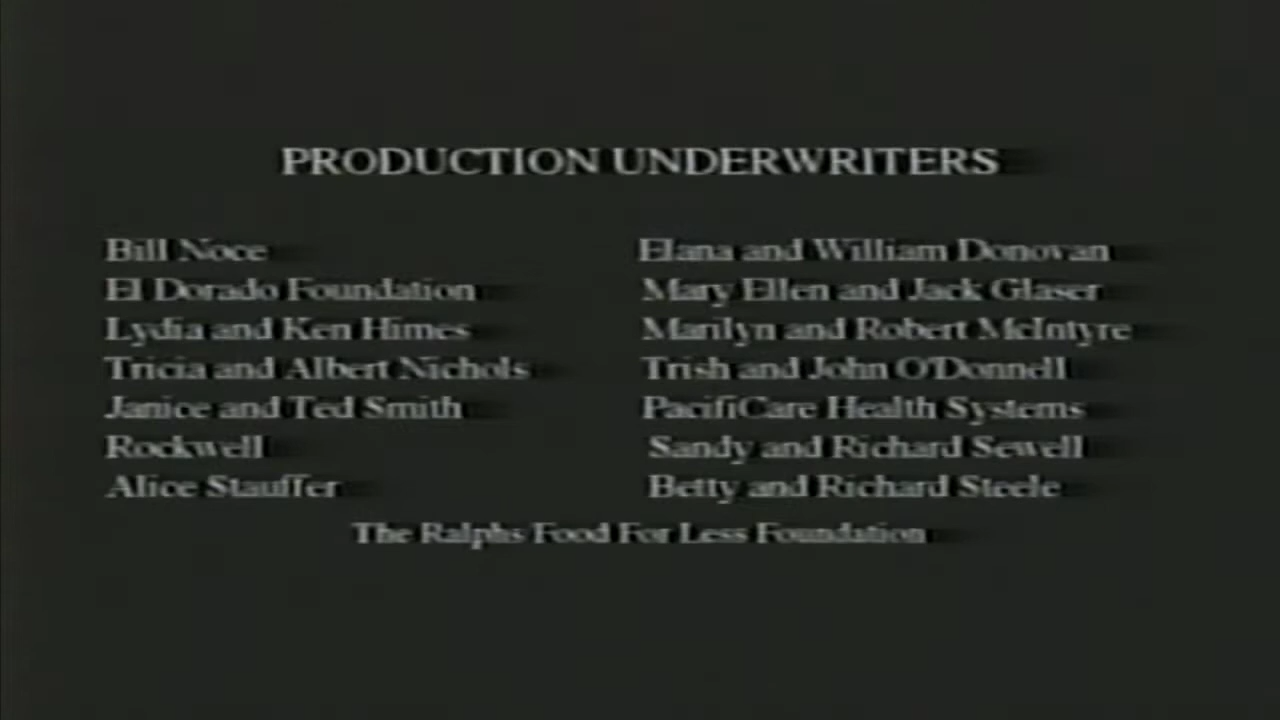 PRODUCTION UNDERWRITERS
Bill Noce
El Dorado Foundation
Lydia and Ken Himes
Tricia and Albert Nichols
Janice and Ted Smith
Rockwell
Alice Stauffer
Elana and William Donovan
Mary Ellen and Jack Glaser
Marilyn and Robert McIntyre
Trish and John O'Donnell
PacifiCare Health Systems
Sandy and Richard Sewell
Betty and Richard Steele
The Ralphs Food For Less Foundation